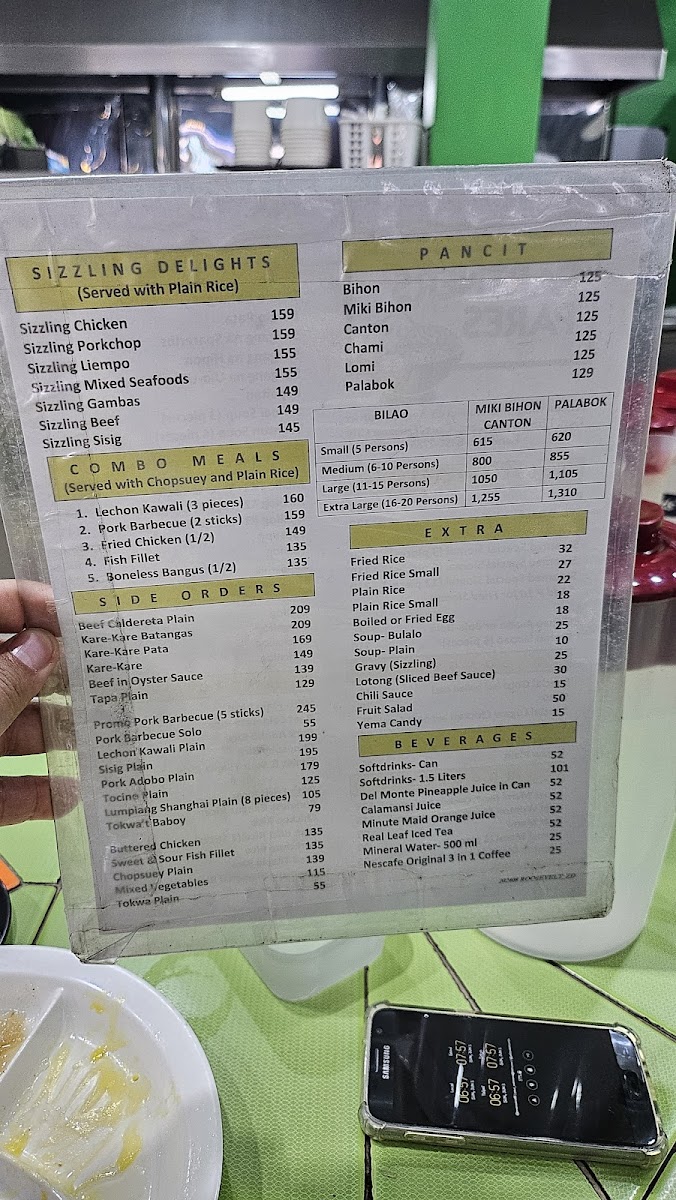 SIZZLING DELIGHTS
(Served with Plain Rice)
Sizzling Chicken 159
Sizzling Porkchop 159
Sizzling Liempo 155
Sizzling Mixed Seafoods 155
Sizzling Gambas 149
Sizzling Beef 149
Sizzling Sisig 145
COMBO MEALS
(Served with Chopsuey and Plain Rice)
1. Lechon Kawali (3 pieces) 160
2. Pork Barbecue (2 sticks) 159
3. Fried Chicken (1/2) 149
4. Fish Fillet 135
5. Boneless Bangus (1/2) 135
SIDE ORDERS
Beef Caldereta Plain 209
Kare-Kare Batangas 209
Kare-Kare Pata 169
Kare-Kare 149
Beef in Oyster Sauce 139
Tapa Plain 129
Promo Pork Barbecue (5 sticks) 245
Pork Barbecue Solo 55
Lechon Kawali Plain 199
Sisig Plain 195
Pork Adobo Plain 179
Tocino Plain 125
Lumpiang Shanghai Plain (8 pieces) 105
Tokwa't Baboy 79
Buttered Chicken 135
Sweet & Sour Fish Fillet 135
Chopsuey Plain 139
Mixed Vegetables 115
Tokwa Plain 55
PANCIT
Bihon 125
Miki Bihon 125
Canton 125
Chami 125
Lomi 125
Palabok 129
BILAO MIKI BIHON CANTON PALABOK
Small (5 Persons) 615 620
Medium (6-10 Persons) 800 855
Large (11-15 Persons) 1050 1,105
Extra Large (16-20 Persons) 1,255 1,310
EXTRA
Fried Rice 32
Fried Rice Small 27
Plain Rice 22
Plain Rice Small 18
Boiled or Fried Egg 18
Soup- Bulalo 25
Soup- Plain 10
Gravy (Sizzling) 25
Lotong (Sliced Beef Sauce) 30
Chili Sauce 15
Fruit Salad 50
Yema Candy 15
BEVERAGES
Softdrinks- Can 52
Softdrinks- 1.5 Liters 101
Del Monte Pineapple Juice in Can 52
Calamansi Juice 52
Minute Maid Orange Juice 52
Real Leaf Iced Tea 52
Mineral Water- 500 ml 25
Nescafe Original 3 in 1 Coffee 25
SAMSUNG
06:57 07:57
06:57 07:57